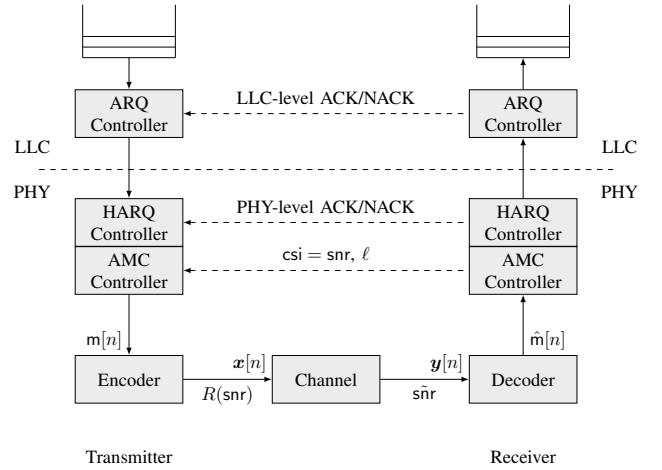 ARQ
Controller
LLC-level ACK/NACK
ARQ
Controller
LLC
LLC
PHY
PHY
HARQ
Controller
PHY-level ACK/NACK
HARQ
Controller
AMC
Controller
csi = snr, ℓ
AMC
Controller
m[n]
m̂[n]
x[n]
y[n]
Encoder
Channel
Decoder
R(snr)
sñr
Transmitter
Receiver